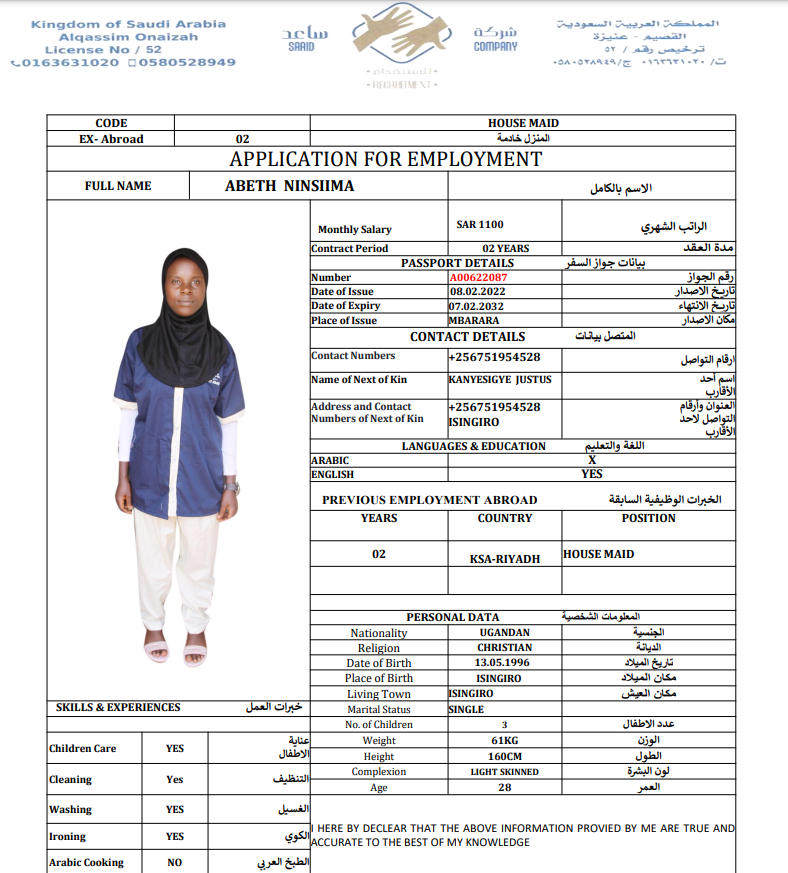 Kingdom of Saudi Arabia
Alqassim Onaizah
License No / 52
0163631020 0580528949
ساعد
SAAID
شركة
COMPANY
للاستقدام
RECRUITMENT
المملكة العربية السعودية
القصيم - عنيزة
ترخيص رقم / ٥٢
ت/ ٠١٦٣٦٣١٠٢٠ ج/ ٠٥٨٠٥٢٨٩٤٩
CODE HOUSE MAID
EX- Abroad 02 المنزل خادمة
APPLICATION FOR EMPLOYMENT
FULL NAME ABETH NINSIIMA الاسم بالكامل
Monthly Salary SAR 1100 الراتب الشهري
Contract Period 02 YEARS مدة العقد
PASSPORT DETAILS بيانات جواز السفر
Number A00622087 رقم الجواز
Date of Issue 08.02.2022 تاريخ الاصدار
Date of Expiry 07.02.2032 تاريخ الانتهاء
Place of Issue MBARARA مكان الاصدار
CONTACT DETAILS المتصل بيانات
Contact Numbers +256751954528 ارقام التواصل
Name of Next of Kin KANYESIGYE JUSTUS اسم أحد
الأقارب
Address and Contact +256751954528 العنوان وأرقام
Numbers of Next of Kin ISINGIRO التواصل لاحد
الأقارب
LANGUAGES & EDUCATION اللغة والتعليم
ARABIC X
ENGLISH YES
PREVIOUS EMPLOYMENT ABROAD الخبرات الوظيفية السابقة
YEARS COUNTRY POSITION
02 KSA-RIYADH HOUSE MAID
PERSONAL DATA المعلومات الشخصية
Nationality UGANDAN الجنسية
Religion CHRISTIAN الديانة
Date of Birth 13.05.1996 تاريخ الميلاد
Place of Birth ISINGIRO مكان الميلاد
Living Town ISINGIRO مكان العيش
Marital Status SINGLE
No. of Children 3 عدد الاطفال
Weight 61KG الوزن
Height 160CM الطول
Complexion LIGHT SKINNED لون البشرة
Age 28 العمر
SKILLS & EXPERIENCES خبرات العمل
Children Care YES عناية
الاطفال
Cleaning Yes التنظيف
Washing YES الغسيل
Ironing YES الكوي
Arabic Cooking NO الطبخ العربي
I HERE BY DECLEAR THAT THE ABOVE INFORMATION PROVIED BY ME ARE TRUE AND
ACCURATE TO THE BEST OF MY KNOWLEDGE